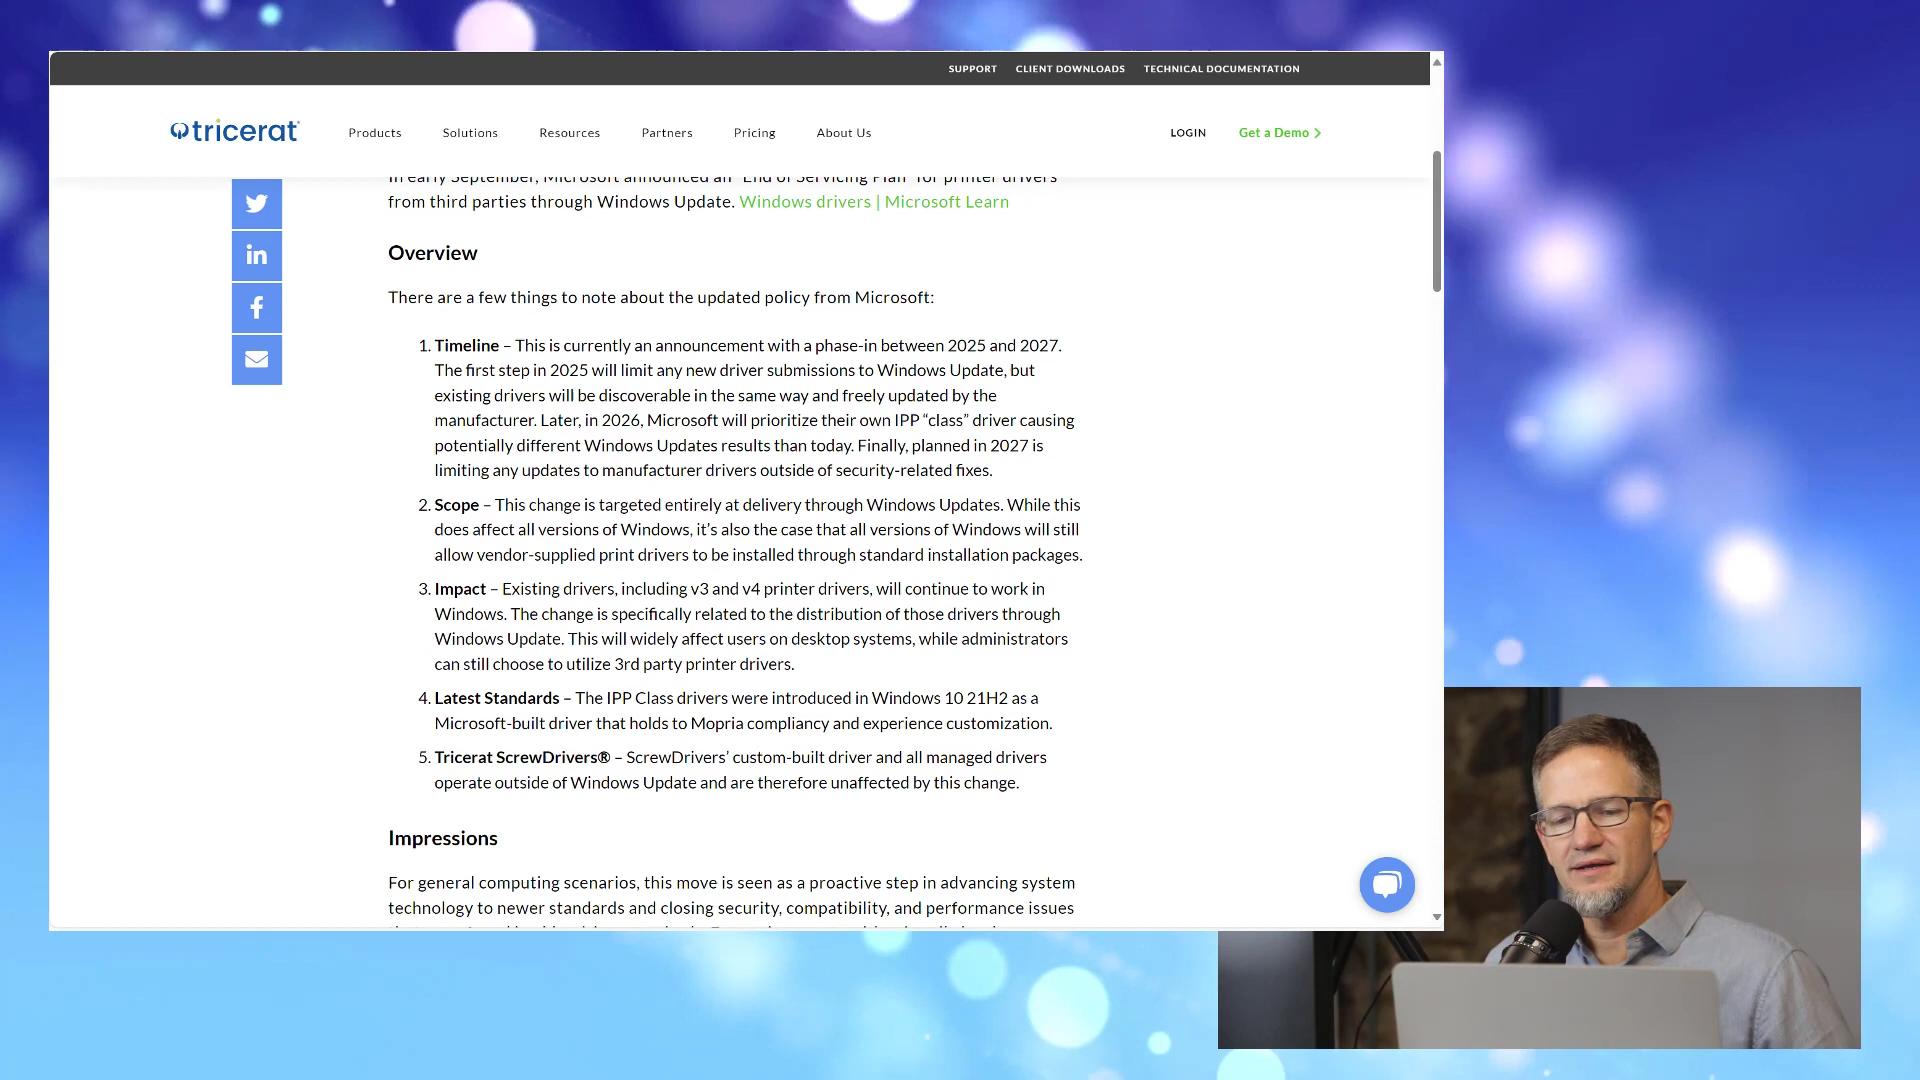 SUPPORT CLIENT DOWNLOADS TECHNICAL DOCUMENTATION
tricerat Products Solutions Resources Partners Pricing About Us LOGIN Get a Demo
In early September, Microsoft announced an "End of Servicing Plan" for printer drivers
from third parties through Windows Update. Windows drivers | Microsoft Learn
Overview
There are a few things to note about the updated policy from Microsoft:
1. Timeline – This is currently an announcement with a phase-in between 2025 and 2027.
The first step in 2025 will limit any new driver submissions to Windows Update, but
existing drivers will be discoverable in the same way and freely updated by the
manufacturer. Later, in 2026, Microsoft will prioritize their own IPP “class” driver causing
potentially different Windows Updates results than today. Finally, planned in 2027 is
limiting any updates to manufacturer drivers outside of security-related fixes.
2. Scope – This change is targeted entirely at delivery through Windows Updates. While this
does affect all versions of Windows, it’s also the case that all versions of Windows will still
allow vendor-supplied print drivers to be installed through standard installation packages.
3. Impact – Existing drivers, including v3 and v4 printer drivers, will continue to work in
Windows. The change is specifically related to the distribution of those drivers through
Windows Update. This will widely affect users on desktop systems, while administrators
can still choose to utilize 3rd party printer drivers.
4. Latest Standards – The IPP Class drivers were introduced in Windows 10 21H2 as a
Microsoft-built driver that holds to Mopria compliancy and experience customization.
5. Tricerat ScrewDrivers® – ScrewDrivers’ custom-built driver and all managed drivers
operate outside of Windows Update and are therefore unaffected by this change.
Impressions
For general computing scenarios, this move is seen as a proactive step in advancing system
technology to newer standards and closing security, compatibility, and performance issues